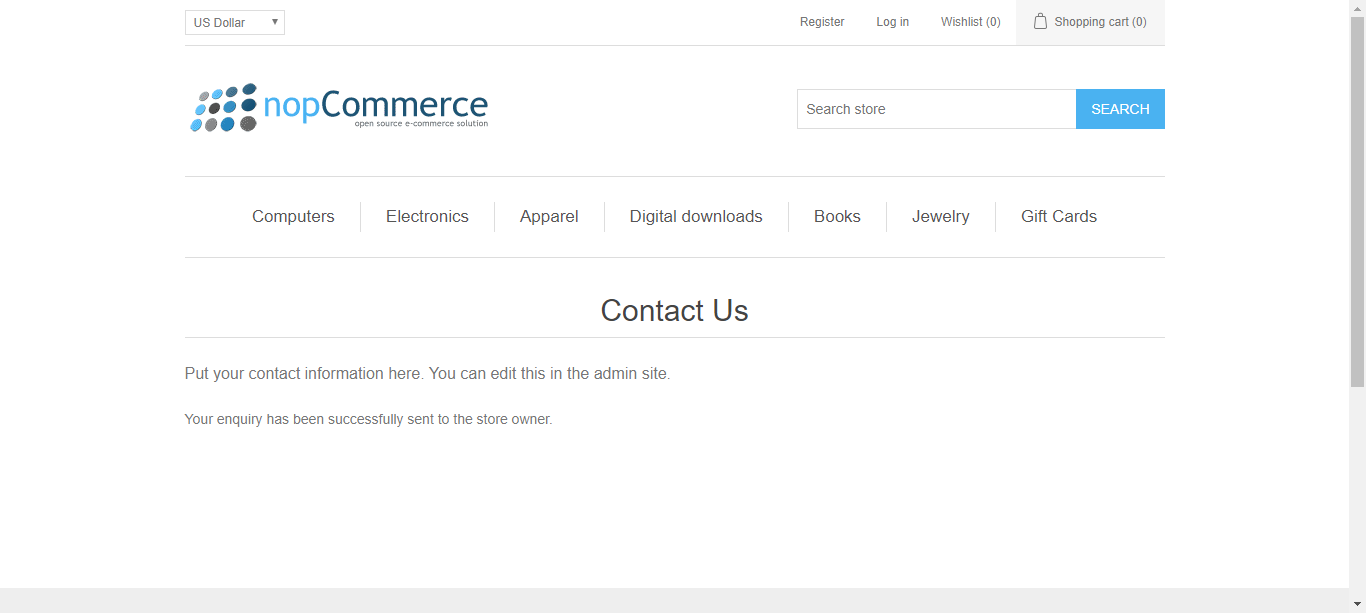 US Dollar
Register
Log in
Wishlist (0)
Shopping cart (0)
nopCommerce
open source e-commerce solution
Search store
SEARCH
Computers
Electronics
Apparel
Digital downloads
Books
Jewelry
Gift Cards
Contact Us
Put your contact information here. You can edit this in the admin site.
Your enquiry has been successfully sent to the store owner.